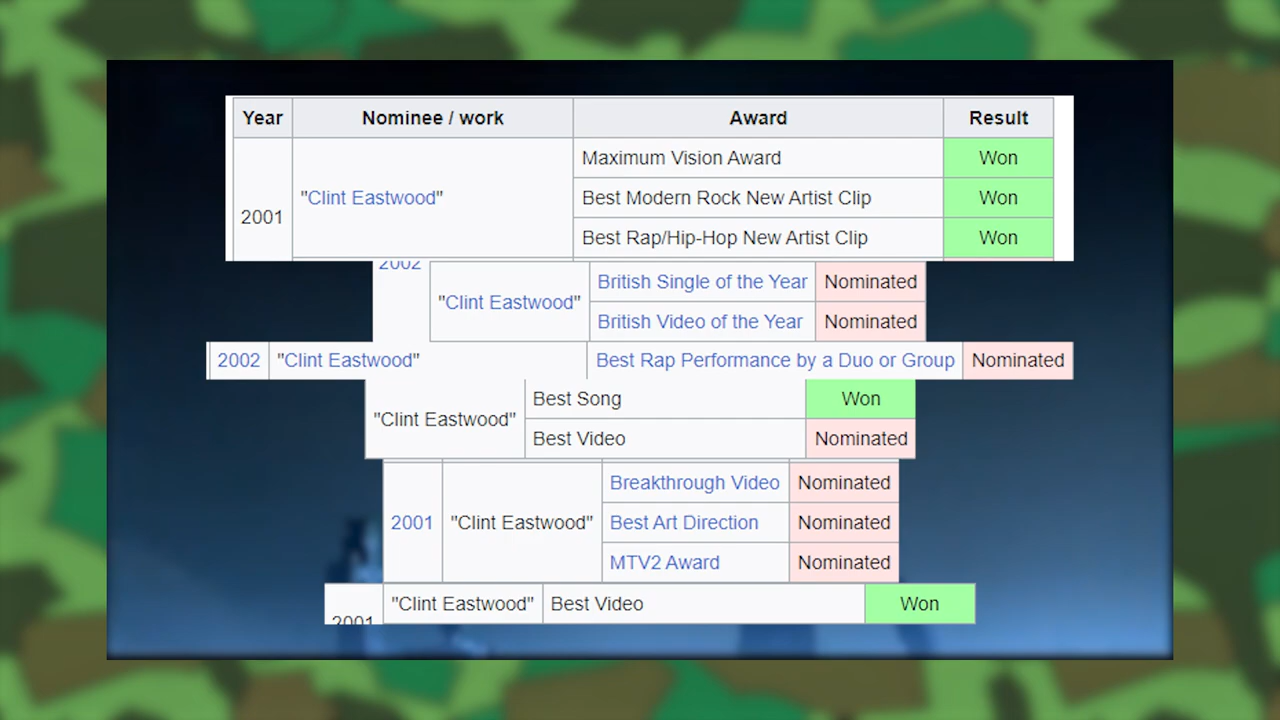 Year Nominee / work Award Result
Maximum Vision Award Won
"Clint Eastwood" Best Modern Rock New Artist Clip Won
2001
Best Rap/Hip-Hop New Artist Clip Won
2002
British Single of the Year Nominated
"Clint Eastwood"
British Video of the Year Nominated
2002 "Clint Eastwood" Best Rap Performance by a Duo or Group Nominated
Best Song Won
"Clint Eastwood"
Best Video Nominated
Breakthrough Video Nominated
2001 "Clint Eastwood" Best Art Direction Nominated
MTV2 Award Nominated
"Clint Eastwood" Best Video Won
2001